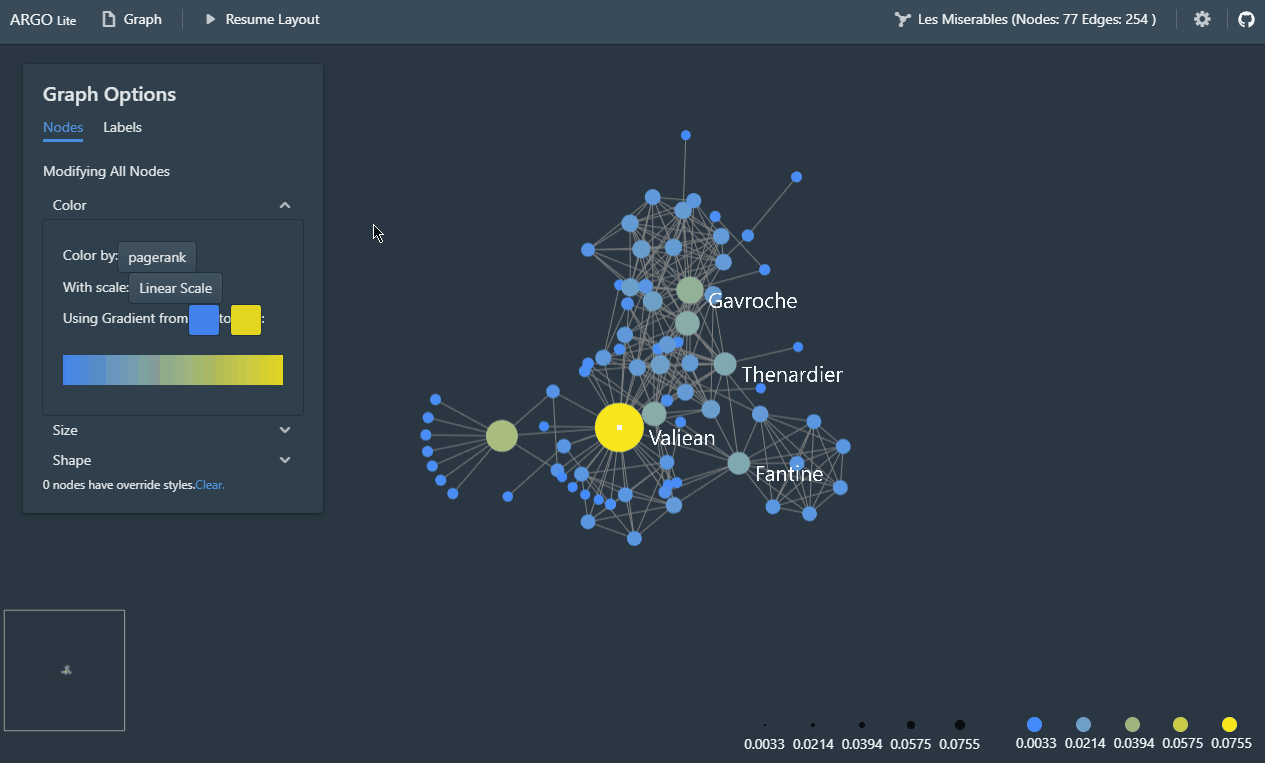 ARGO Lite Graph Resume Layout Les Miserables (Nodes: 77 Edges: 254 )
Graph Options
Nodes Labels
Modifying All Nodes
Color
Color by: pagerank
With scale: Linear Scale
Using Gradient from to :
Size
Shape
0 nodes have override styles.Clear.
Gavroche
Thenardier
Valjean
Fantine
0.0033 0.0214 0.0394 0.0575 0.0755 0.0033 0.0214 0.0394 0.0575 0.0755